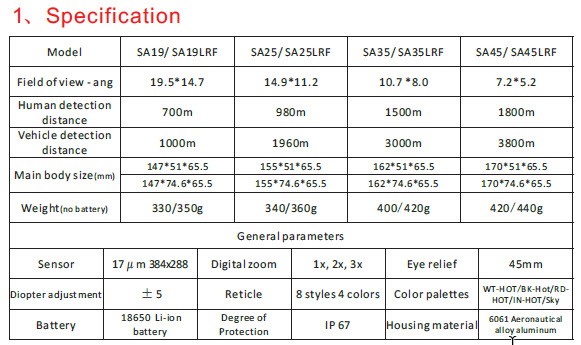 1、Specification
Model SA19/ SA19LRF SA25/ SA25LRF SA35/ SA35LRF SA45/ SA45LRF
Field of view - ang 19.5*14.7 14.9*11.2 10.7 *8.0 7.2*5.2
Human detection distance 700m 980m 1500m 1800m
Vehicle detection distance 1000m 1960m 3000m 3800m
Main body size(mm) 147*51*65.5 155*51*65.5 162*51*65.5 170*51*65.5
147*74.6*65.5 155*74.6*65.5 162*74.6*65.5 170*74.6*65.5
Weight(no battery) 330/350g 340/360g 400/420g 420/440g
General parameters
Sensor 17μm 384x288 Digital zoom 1x, 2x, 3x Eye relief 45mm
Diopter adjustment ±5 Reticle 8 styles 4 colors Color palettes WT-HOT/BK-Hot/RD-HOT/IN-HOT/Sky
Battery 18650 Li-ion battery Degree of Protection IP 67 Housing material 6061 Aeronautical alloy aluminum